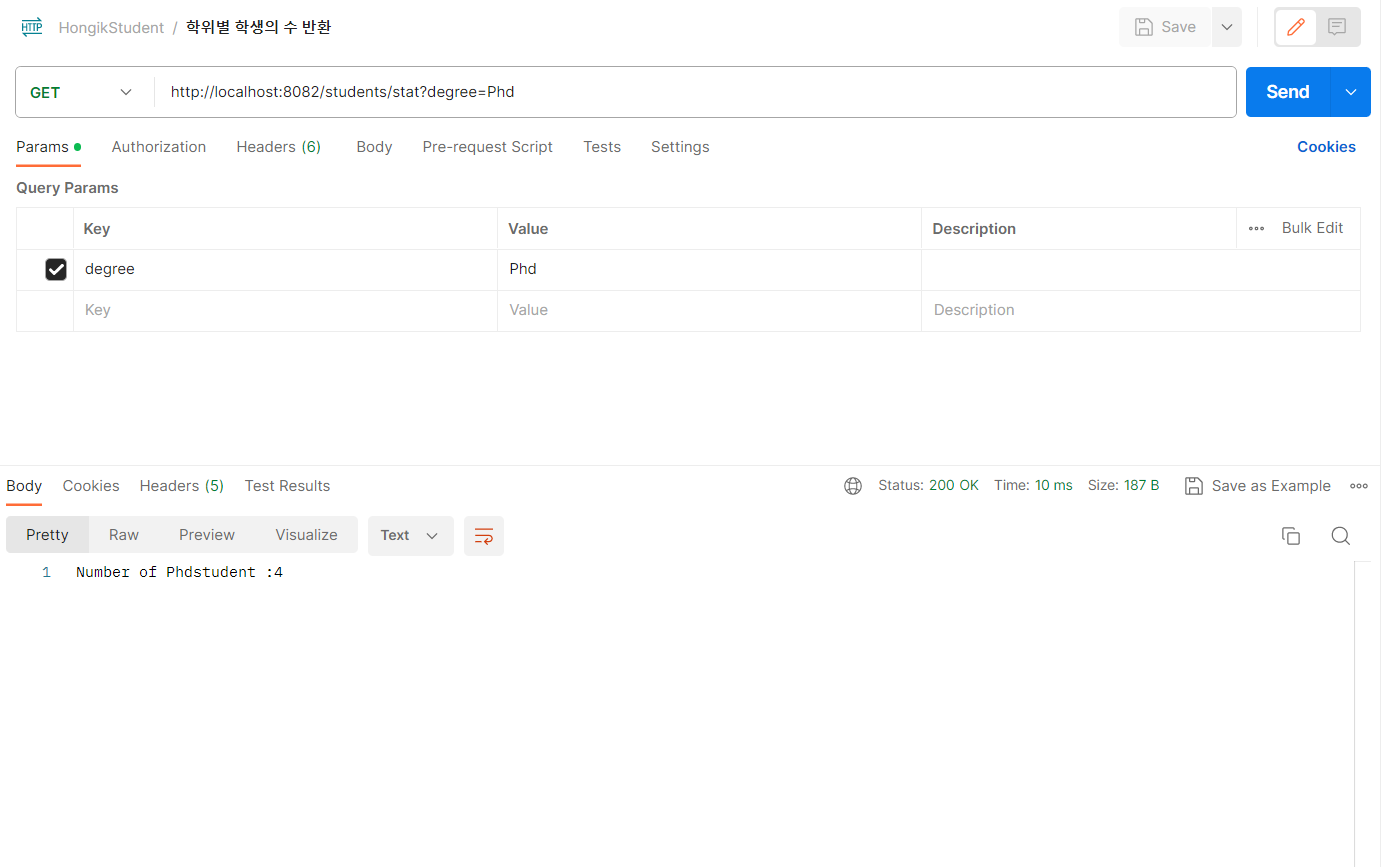 HTTP HongikStudent / 학위별 학생의 수 반환 Save
GET http://localhost:8082/students/stat?degree=Phd Send
Params Authorization Headers (6) Body Pre-request Script Tests Settings Cookies
Query Params
Key Value Description Bulk Edit
degree Phd
Key Value Description
Body Cookies Headers (5) Test Results Status: 200 OK Time: 10 ms Size: 187 B Save as Example
Pretty Raw Preview Visualize Text
1 Number of Phdstudent :4